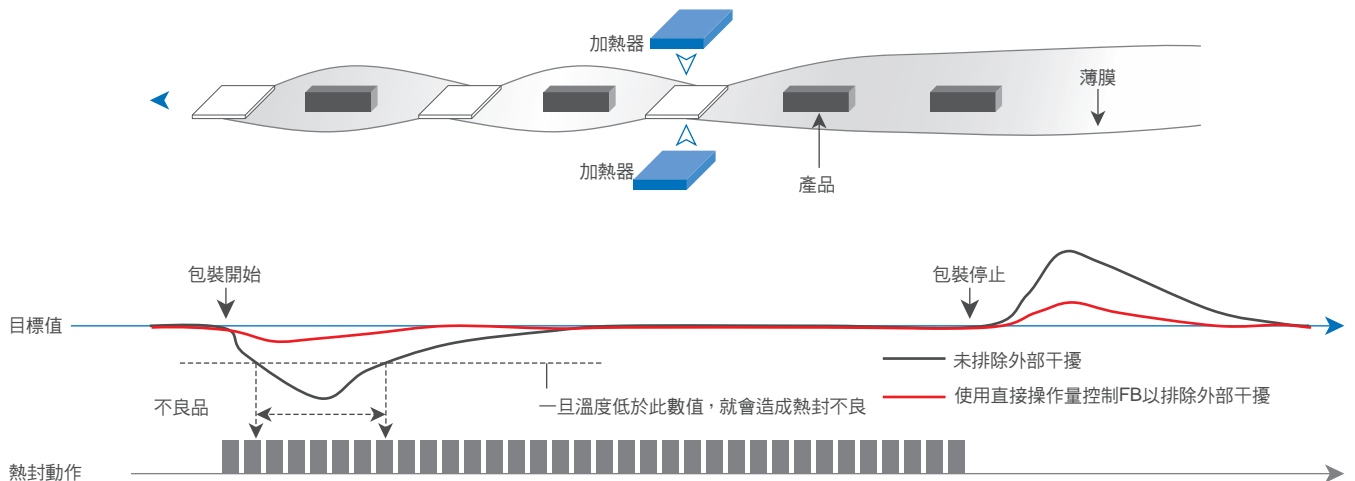 加熱器
薄膜
加熱器
產品
包裝開始
包裝停止
目標值
未排除外部干擾
不良品
一旦溫度低於此數值，就會造成熱封不良
使用直接操作量控制FB以排除外部干擾
熱封動作